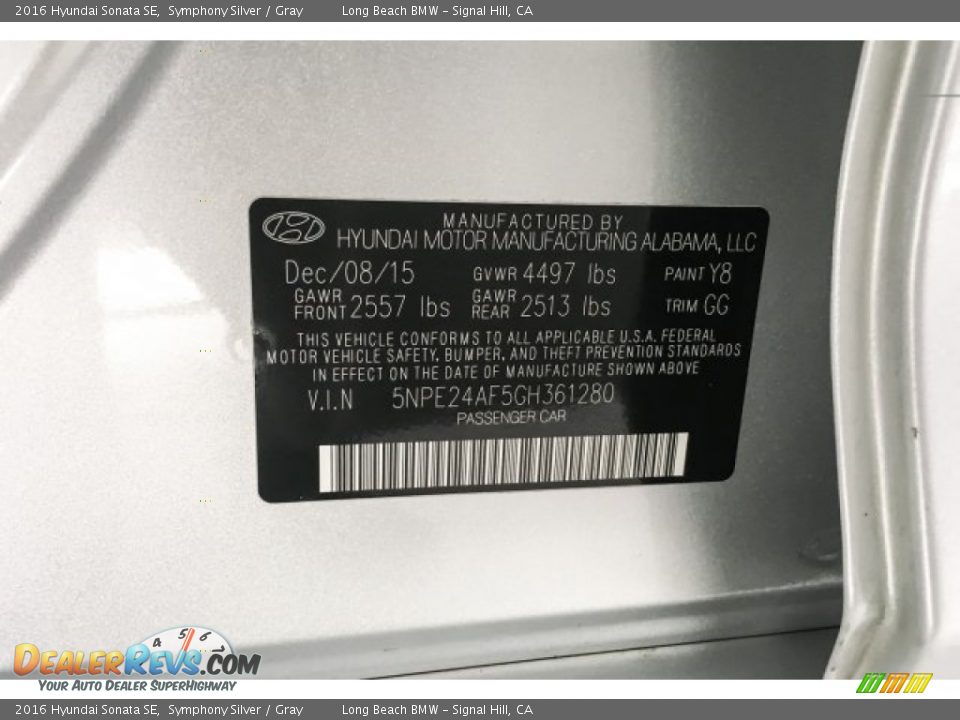 2016 Hyundai Sonata SE, Symphony Silver / Gray Long Beach BMW - Signal Hill, CA
MANUFACTURED BY
HYUNDAI MOTOR MANUFACTURING ALABAMA, LLC
Dec/08/15 GVWR 4497 lbs PAINT Y8
GAWR FRONT 2557 lbs GAWR REAR 2513 lbs TRIM GG
THIS VEHICLE CONFORMS TO ALL APPLICABLE U.S.A. FEDERAL
MOTOR VEHICLE SAFETY, BUMPER, AND THEFT PREVENTION STANDARDS
IN EFFECT ON THE DATE OF MANUFACTURE SHOWN ABOVE
V.I.N 5NPE24AF5GH361280
PASSENGER CAR
4 5 6 7
DEALERREVS.COM
YOUR AUTO DEALER SUPERHIGHWAY
2016 Hyundai Sonata SE, Symphony Silver / Gray Long Beach BMW - Signal Hill, CA